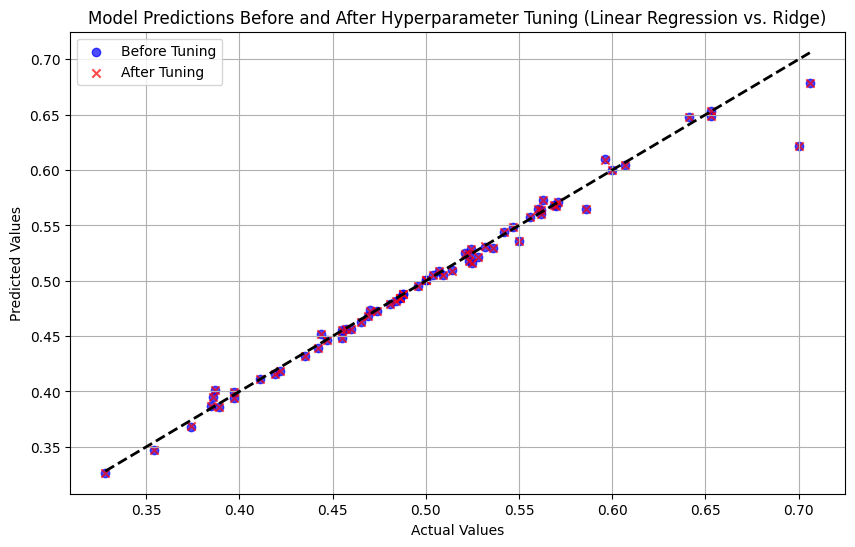 Model Predictions Before and After Hyperparameter Tuning (Linear Regression vs. Ridge)
Before Tuning
After Tuning
Predicted Values
0.70
0.65
0.60
0.55
0.50
0.45
0.40
0.35
0.35 0.40 0.45 0.50 0.55 0.60 0.65 0.70
Actual Values